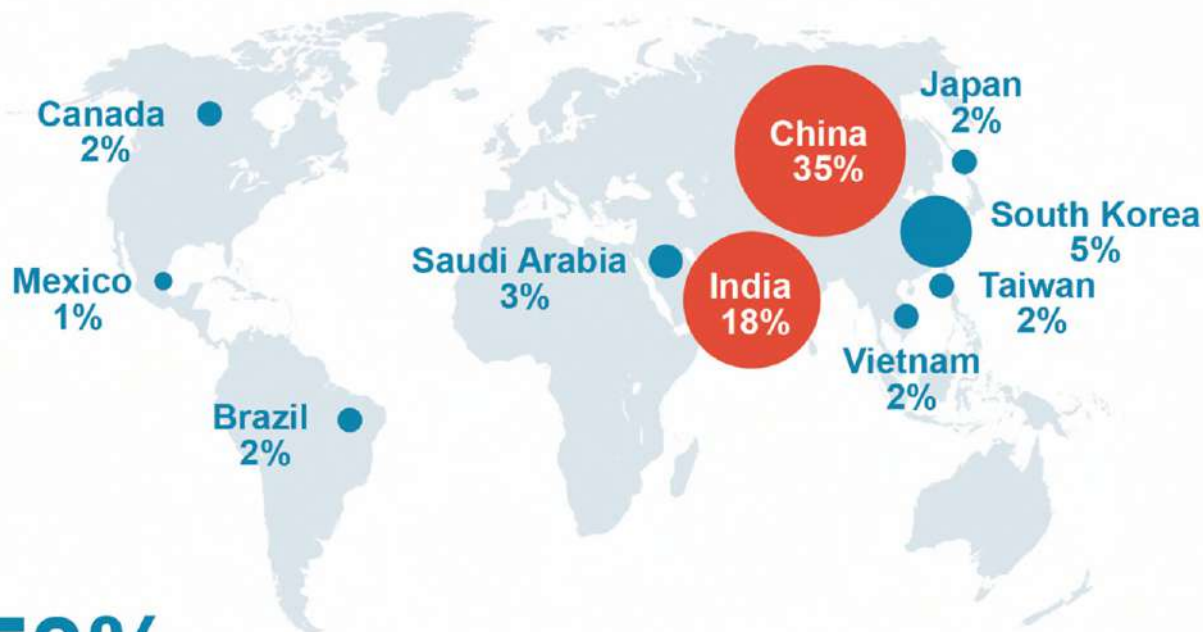 Canada
2%
Mexico
1%
Brazil
2%
Saudi Arabia
3%
China
35%
India
18%
Japan
2%
South Korea
5%
Taiwan
2%
Vietnam
2%